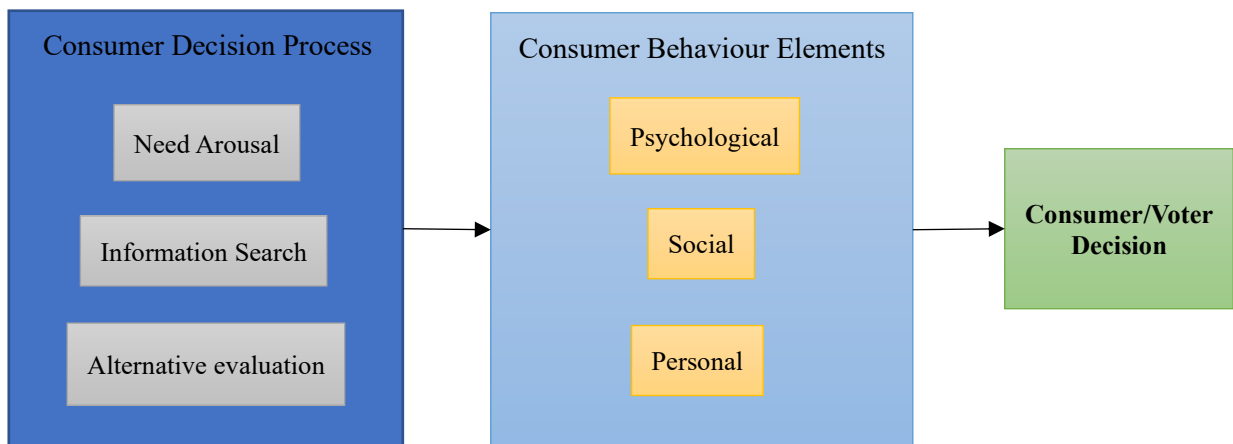 Consumer Decision Process
Need Arousal
Information Search
Alternative evaluation
Consumer Behaviour Elements
Psychological
Social
Personal
Consumer/Voter
Decision